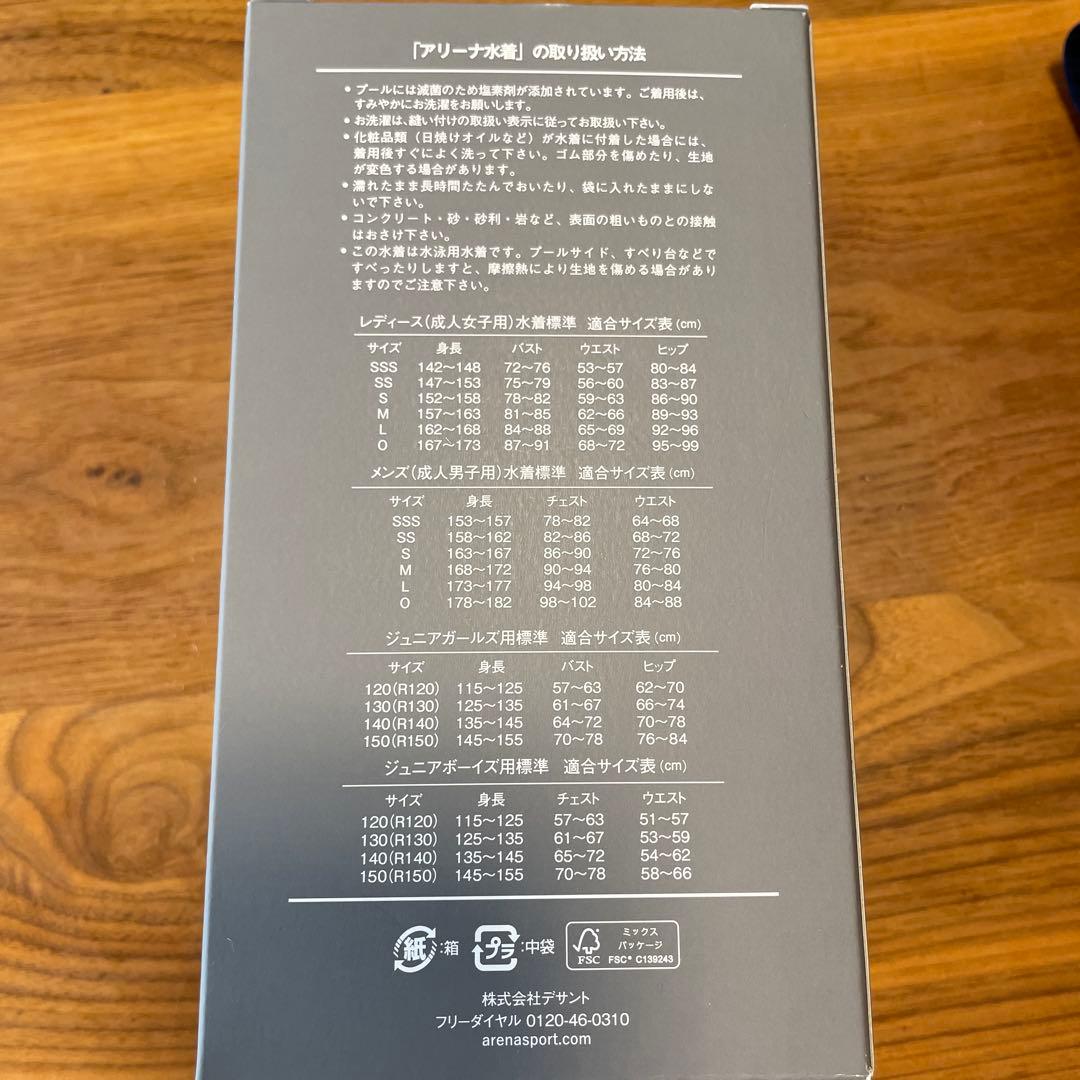 「アリーナ水着」の取り扱い方法
● プールには滅菌のため塩素剤が添加されています。ご着用後は、
すみやかにお洗濯をお願いします。
● お洗濯は、縫い付けの取扱い表示に従ってお取扱い下さい。
● 化粧品類（日焼けオイルなど）が水着に付着した場合には、
着用後すぐによく洗って下さい。ゴム部分を傷めたり、生地
が変色する場合があります。
● 濡れたまま長時間たたんでおいたり、袋に入れたままにしな
いで下さい。
● コンクリート・砂・砂利・岩など、表面の粗いものとの接触
はおさけ下さい。
● この水着は水泳用水着です。プールサイド、すべり台などで
すべったりしますと、摩擦熱により生地を傷める場合があり
ますのでご注意下さい。
レディース（成人女子用）水着標準 適合サイズ表（cm）
サイズ 身長 バスト ウエスト ヒップ
SSS 142〜148 72〜76 53〜57 80〜84
SS 147〜153 75〜79 56〜60 83〜87
S 152〜158 78〜82 59〜63 86〜90
M 157〜163 81〜85 62〜66 89〜93
L 162〜168 84〜88 65〜69 92〜96
O 167〜173 87〜91 68〜72 95〜99
メンズ（成人男子用）水着標準 適合サイズ表（cm）
サイズ 身長 チェスト ウエスト
SSS 153〜157 78〜82 64〜68
SS 158〜162 82〜86 68〜72
S 163〜167 86〜90 72〜76
M 168〜172 90〜94 76〜80
L 173〜177 94〜98 80〜84
O 178〜182 98〜102 84〜88
ジュニアガールズ用標準 適合サイズ表（cm）
サイズ 身長 バスト ヒップ
120(R120) 115〜125 57〜63 62〜70
130(R130) 125〜135 61〜67 66〜74
140(R140) 135〜145 64〜72 70〜78
150(R150) 145〜155 70〜78 76〜84
ジュニアボーイズ用標準 適合サイズ表（cm）
サイズ 身長 チェスト ウエスト
120(R120) 115〜125 57〜63 51〜57
130(R130) 125〜135 61〜67 53〜59
140(R140) 135〜145 65〜72 54〜62
150(R150) 145〜155 70〜78 58〜66
紙 :箱 プラ :中袋 FSC ミックス
パッケージ
FSC® C139243
株式会社デサント
フリーダイヤル 0120-46-0310
arenasport.com